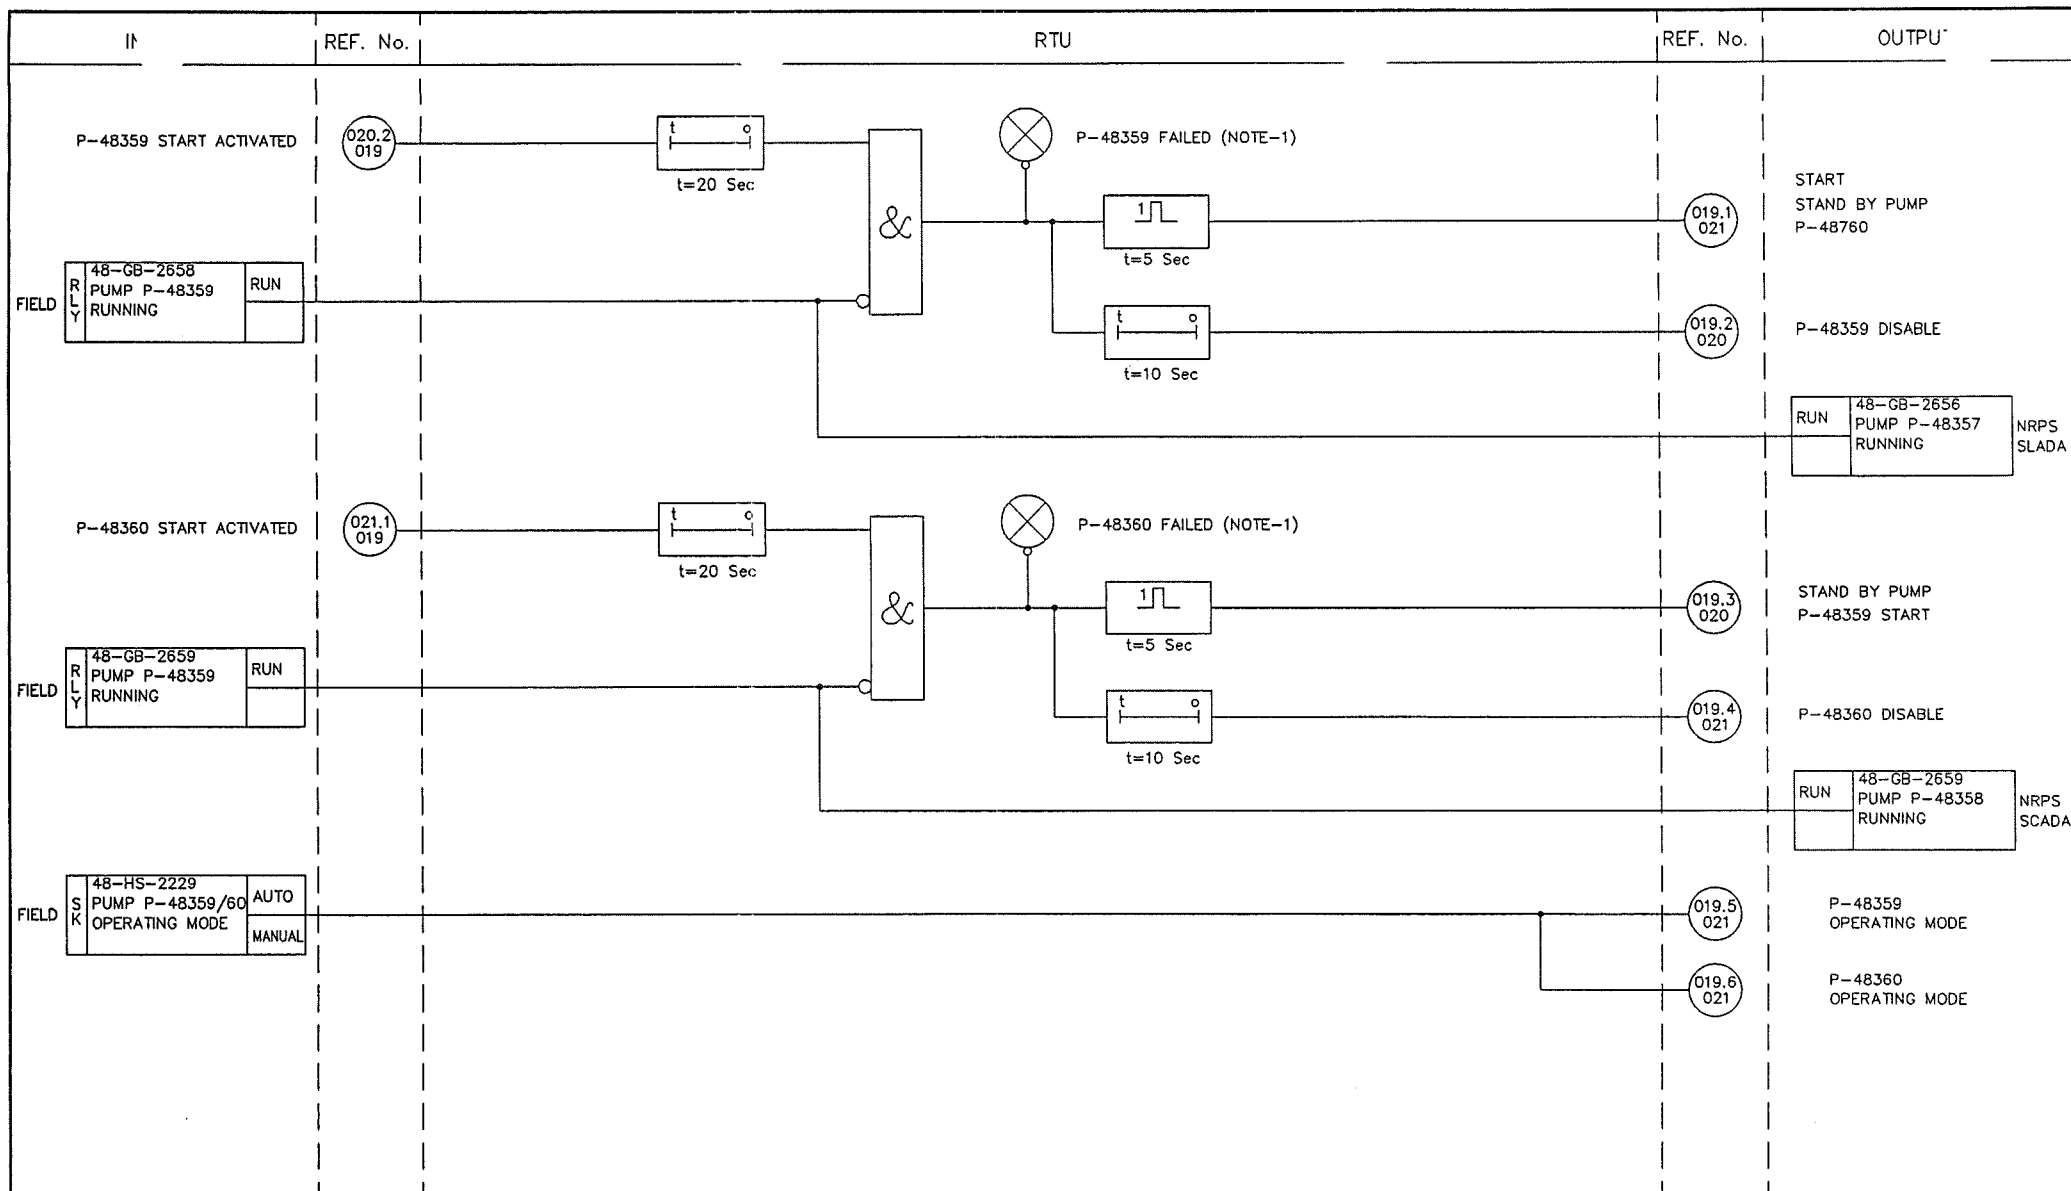 REF. No.
RTU
REF. No.
P-48359 START ACTIVATED
020.2
019
t o
t=20 Sec
&
P-48359 FAILED (NOTE-1)
1
t=5 Sec
019.1
021
START
STAND BY PUMP
P-48760
FIELD
RLY
48-GB-2658
PUMP P-48359
RUNNING
RUN
t o
t=10 Sec
019.2
020
P-48359 DISABLE
RUN
48-GB-2656
PUMP P-48357
RUNNING
NRPS
SLADA
P-48360 START ACTIVATED
021.1
019
t o
t=20 Sec
&
P-48360 FAILED (NOTE-1)
1
t=5 Sec
019.3
020
STAND BY PUMP
P-48359 START
FIELD
RLY
48-GB-2659
PUMP P-48359
RUNNING
RUN
t o
t=10 Sec
019.4
021
P-48360 DISABLE
RUN
48-GB-2659
PUMP P-48358
RUNNING
NRPS
SCADA
FIELD
SK
48-HS-2229
PUMP P-48359/60
OPERATING MODE
AUTO
MANUAL
019.5
021
P-48359
OPERATING MODE
019.6
021
P-48360
OPERATING MODE